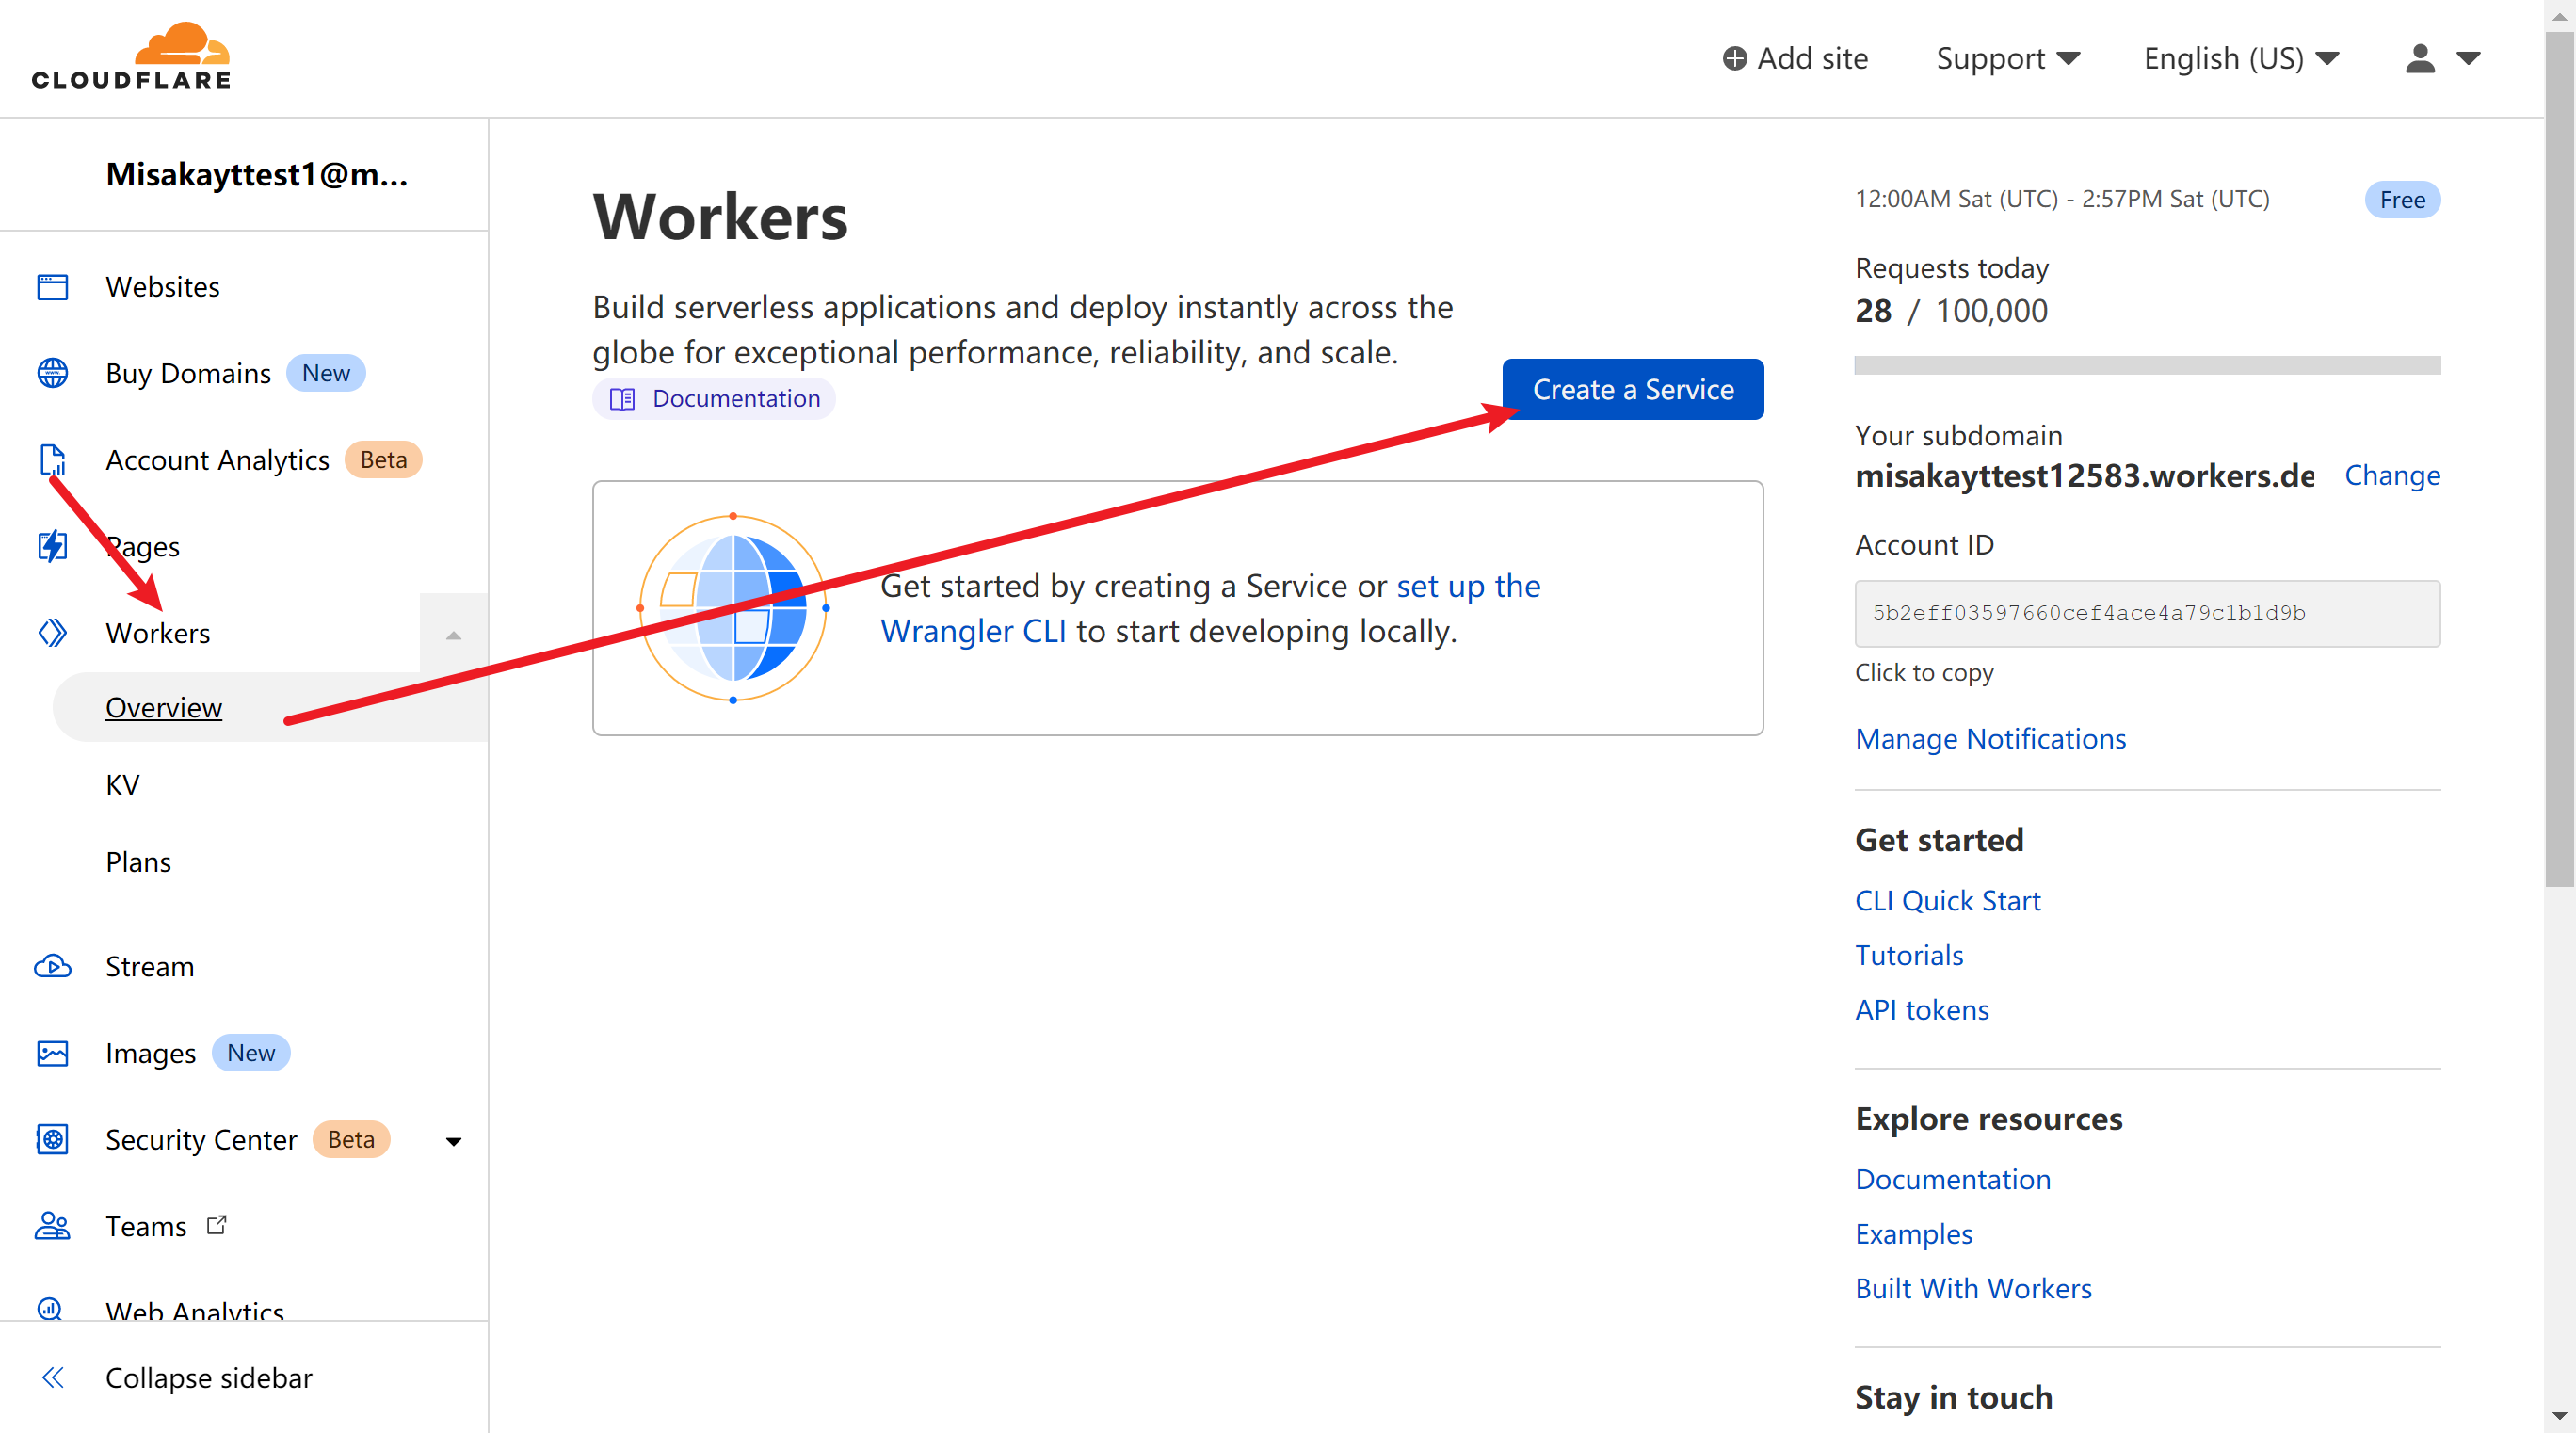 CLOUDFLARE
Add site
Support
English (US)
Misakayttest1@m...
Websites
Buy Domains New
Account Analytics Beta
Pages
Workers
Overview
KV
Plans
Stream
Images New
Security Center Beta
Teams
Web Analytics
Collapse sidebar
Workers
Build serverless applications and deploy instantly across the
globe for exceptional performance, reliability, and scale.
Documentation
Create a Service
Get started by creating a Service or set up the
Wrangler CLI to start developing locally.
12:00AM Sat (UTC) - 2:57PM Sat (UTC)
Free
Requests today
28 / 100,000
Your subdomain
misakayttest12583.workers.de
Change
Account ID
5b2eff03597660cef4ace4a79c1b1d9b
Click to copy
Manage Notifications
Get started
CLI Quick Start
Tutorials
API tokens
Explore resources
Documentation
Examples
Built With Workers
Stay in touch